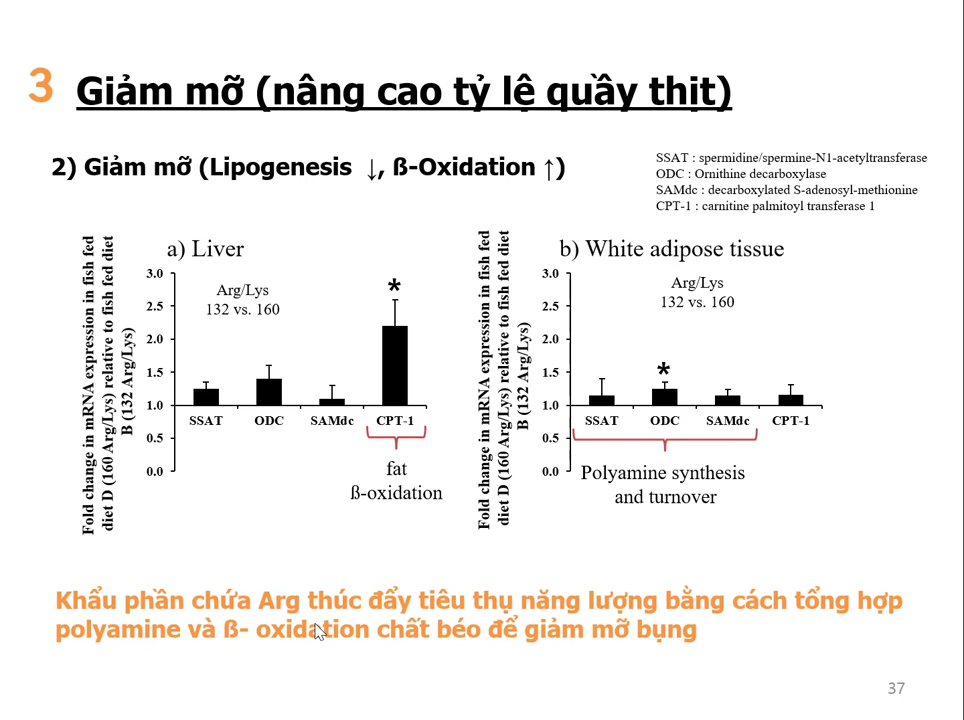 3 Giảm mỡ (nâng cao tỷ lệ quầy thịt)
2) Giảm mỡ (Lipogenesis ↓, ß-Oxidation ↑)
SSAT : spermidine/spermine-N1-acetyltransferase
ODC : Ornithine decarboxylase
SAMdc : decarboxylated S-adenosyl-methionine
CPT-1 : carnitine palmitoyl transferase 1
Fold change in mRNA expression in fish fed
diet D (160 Arg/Lys) relative to fish fed diet
B (132 Arg/Lys)
a) Liver
3.0
2.5
2.0
1.5
1.0
0.5
0.0
Arg/Lys
132 vs. 160
*
SSAT ODC SAMdc CPT-1
fat
ß-oxidation
Fold change in mRNA expression in fish fed
diet D (160 Arg/Lys) relative to fish fed diet
B (132 Arg/Lys)
b) White adipose tissue
3.0
2.5
2.0
1.5
1.0
0.5
0.0
Arg/Lys
132 vs. 160
*
SSAT ODC SAMdc CPT-1
Polyamine synthesis
and turnover
Khẩu phần chứa Arg thúc đẩy tiêu thụ năng lượng bằng cách tổng hợp
polyamine và ß- oxidation chất béo để giảm mỡ bụng
37